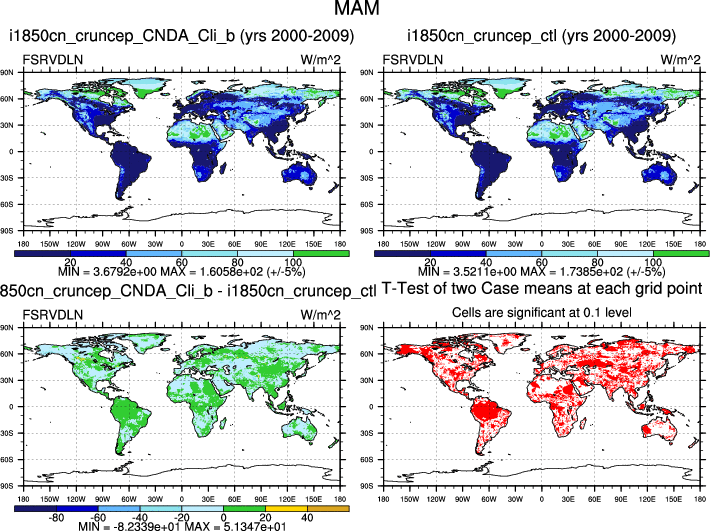 MAM
i1850cn_cruncep_CNDA_Cli_b (yrs 2000-2009)
FSRVDLN W/m^2
90N
60N
30N
0
30S
60S
90S
180 150W 120W 90W 60W 30W 0 30E 60E 90E 120E 150E 180
20 40 60 80 100
MIN = 3.6792e+00 MAX = 1.6058e+02 (+/-5%)
i1850cn_cruncep_ctl (yrs 2000-2009)
FSRVDLN W/m^2
90N
60N
30N
0
30S
60S
90S
180 150W 120W 90W 60W 30W 0 30E 60E 90E 120E 150E 180
20 40 60 80 100
MIN = 3.5211e+00 MAX = 1.7385e+02 (+/-5%)
850cn_cruncep_CNDA_Cli_b - i1850cn_cruncep_ctl
FSRVDLN W/m^2
90N
60N
30N
0
30S
60S
90S
180 150W 120W 90W 60W 30W 0 30E 60E 90E 120E 150E 180
-80 -60 -40 -20 0 20 40
MIN = -8.2339e+01 MAX = 5.1347e+01
T-Test of two Case means at each grid point
Cells are significant at 0.1 level
90N
60N
30N
0
30S
60S
90S
180 150W 120W 90W 60W 30W 0 30E 60E 90E 120E 150E 180